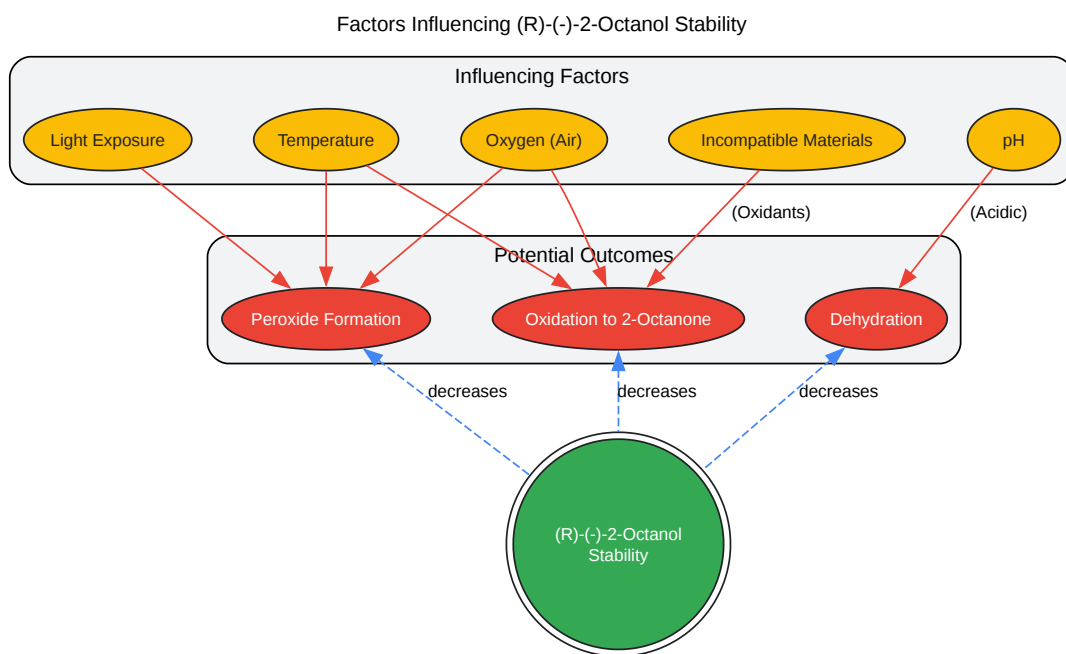 Factors Influencing (R)-(-)-2-Octanol Stability
Influencing Factors
Light Exposure
Temperature
Oxygen (Air)
Incompatible Materials
pH
(Oxidants)
(Acidic)
Potential Outcomes
Peroxide Formation
Oxidation to 2-Octanone
Dehydration
decreases
decreases
decreases
(R)-(-)-2-Octanol
Stability